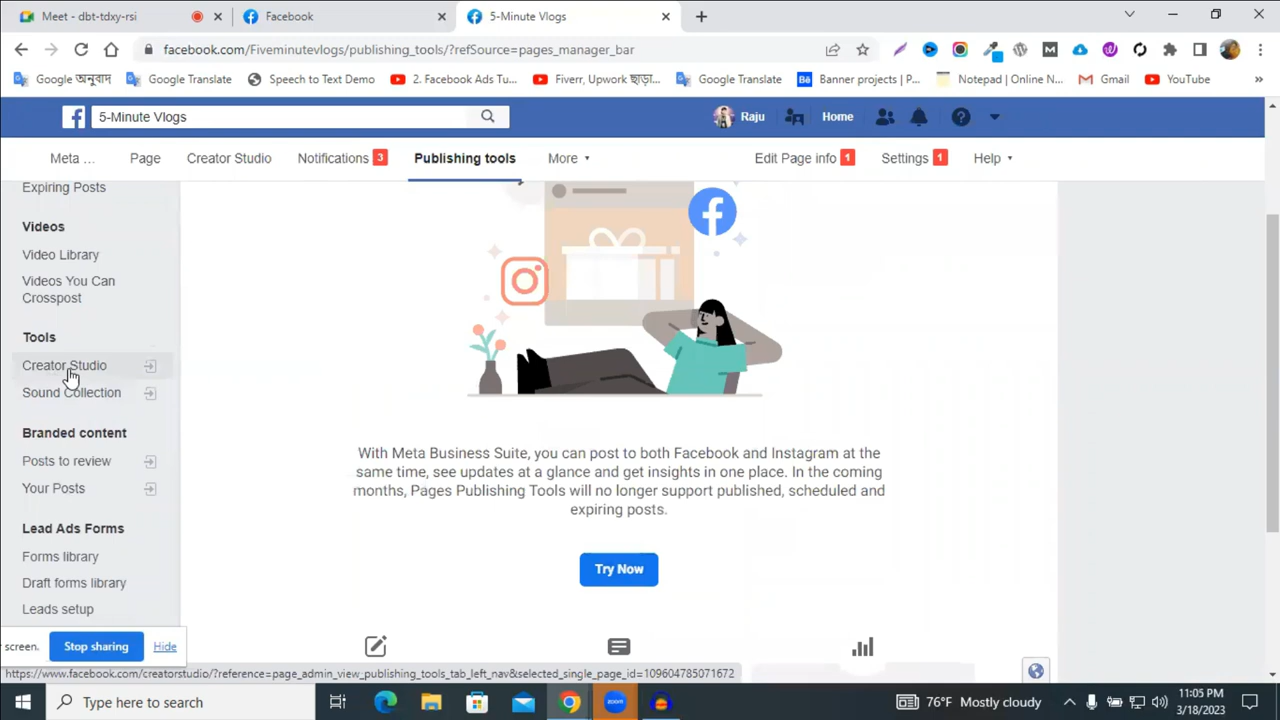 Meet - dbt-tdxy-rsi
Facebook
5-Minute Vlogs
facebook.com/Fiveminutevlogs/publishing_tools/?refSource=pages_manager_bar
Google অনুবাদ
Google Translate
Speech to Text Demo
2. Facebook Ads Tu...
Fiverr, Upwork ছাড়া...
Google Translate
Banner projects | P...
Notepad | Online N...
Gmail
YouTube
»
5-Minute Vlogs
Raju
Home
Meta ...
Page
Creator Studio
Notifications 3
Publishing tools
More
Edit Page info 1
Settings 1
Help
Expiring Posts
Videos
Video Library
Videos You Can
Crosspost
Tools
Creator Studio
Sound Collection
Branded content
Posts to review
Your Posts
Lead Ads Forms
Forms library
Draft forms library
Leads setup
With Meta Business Suite, you can post to both Facebook and Instagram at the
same time, see updates at a glance and get insights in one place. In the coming
months, Pages Publishing Tools will no longer support published, scheduled and
expiring posts.
Try Now
screen.
Stop sharing
Hide
https://www.facebook.com/creatorstudio/?reference=page_admin_view_publishing_tools_tab_left_nav&selected_single_page_id=109604785071672
Type here to search
zoom
76°F Mostly cloudy
11:05 PM
3/18/2023